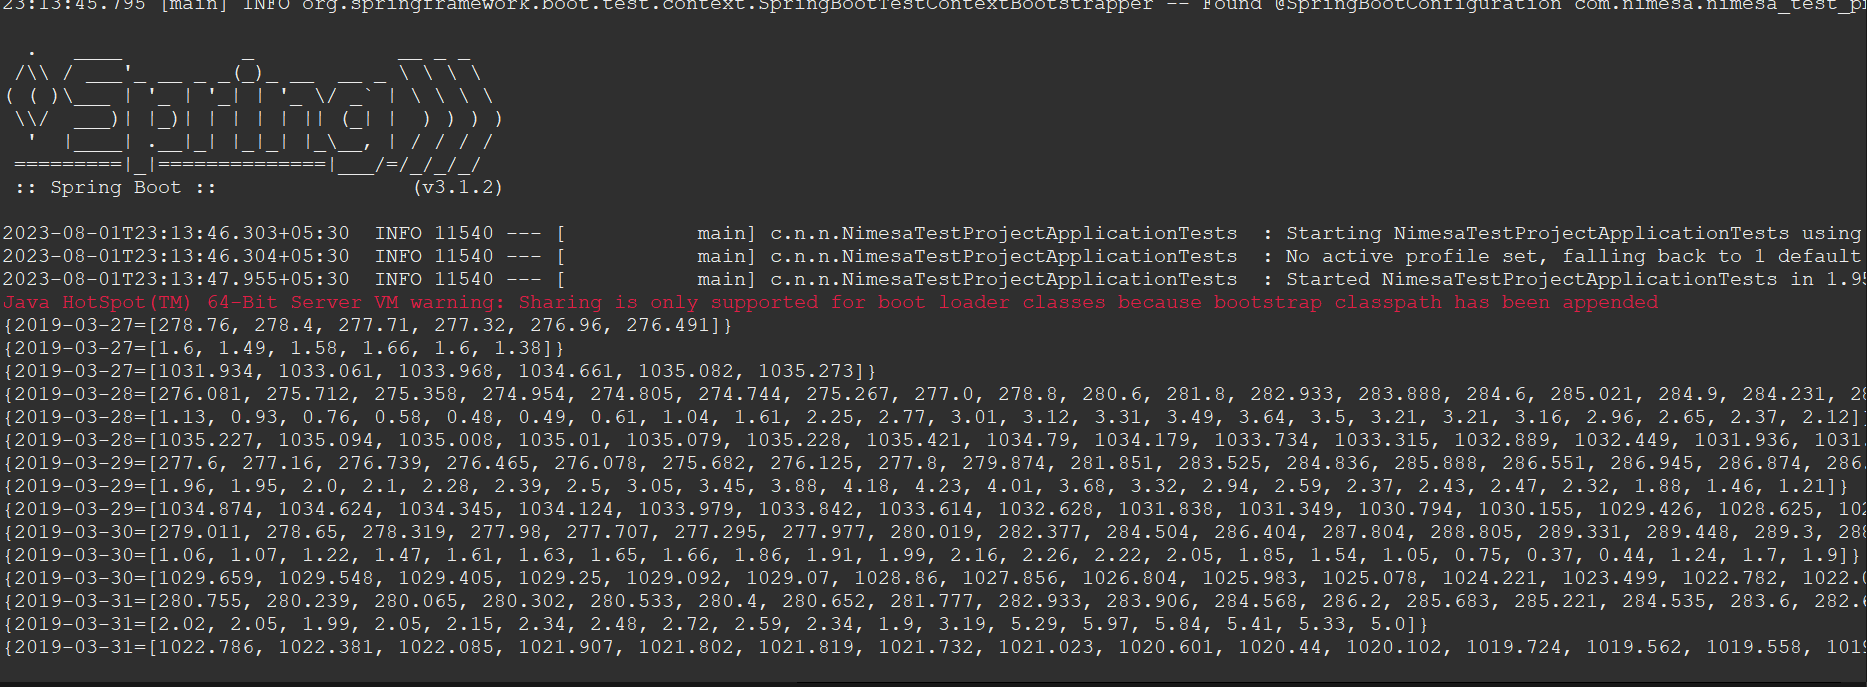 23:13:45.795 [main] INFO org.springframework.boot.test.context.SpringBootTestContextBootstrapper -- Found @SpringBootConfiguration com.nimesa.nimesa_test_p
  .   ____          _            __ _ _
 /\\ / ___'_ __ _ _(_)_ __  __ _ \ \ \ \
( ( )\___ | '_ | '_| | '_ \/ _` | \ \ \ \
 \\/  ___)| |_)| | | | | || (_| |  ) ) ) )
  '  |____| .__|_| |_|_| |_\__, | / / / /
 =========|_|==============|___/=/_/_/_/
 :: Spring Boot ::                (v3.1.2)
2023-08-01T23:13:46.303+05:30  INFO 11540 --- [           main] c.n.n.NimesaTestProjectApplicationTests  : Starting NimesaTestProjectApplicationTests using
2023-08-01T23:13:46.304+05:30  INFO 11540 --- [           main] c.n.n.NimesaTestProjectApplicationTests  : No active profile set, falling back to 1 default
2023-08-01T23:13:47.955+05:30  INFO 11540 --- [           main] c.n.n.NimesaTestProjectApplicationTests  : Started NimesaTestProjectApplicationTests in 1.95
Java HotSpot(TM) 64-Bit Server VM warning: Sharing is only supported for boot loader classes because bootstrap classpath has been appended
{2019-03-27=[278.76, 278.4, 277.71, 277.32, 276.96, 276.491]}
{2019-03-27=[1.6, 1.49, 1.58, 1.66, 1.6, 1.38]}
{2019-03-27=[1031.934, 1033.061, 1033.968, 1034.661, 1035.082, 1035.273]}
{2019-03-28=[276.081, 275.712, 275.358, 274.954, 274.805, 274.744, 275.267, 277.0, 278.8, 280.6, 281.8, 282.933, 283.888, 284.6, 285.021, 284.9, 284.231, 28
{2019-03-28=[1.13, 0.93, 0.76, 0.58, 0.48, 0.49, 0.61, 1.04, 1.61, 2.25, 2.77, 3.01, 3.12, 3.31, 3.49, 3.64, 3.5, 3.21, 3.21, 3.16, 2.96, 2.65, 2.37, 2.12]}
{2019-03-28=[1035.227, 1035.094, 1035.008, 1035.01, 1035.079, 1035.228, 1035.421, 1034.79, 1034.179, 1033.734, 1033.315, 1032.889, 1032.449, 1031.936, 1031.
{2019-03-29=[277.6, 277.16, 276.739, 276.465, 276.078, 275.682, 276.125, 277.8, 279.874, 281.851, 283.525, 284.836, 285.888, 286.551, 286.945, 286.874, 286.
{2019-03-29=[1.96, 1.95, 2.0, 2.1, 2.28, 2.39, 2.5, 3.05, 3.45, 3.88, 4.18, 4.23, 4.01, 3.68, 3.32, 2.94, 2.59, 2.37, 2.43, 2.47, 2.32, 1.88, 1.46, 1.21]}
{2019-03-29=[1034.874, 1034.624, 1034.345, 1034.124, 1033.979, 1033.842, 1033.614, 1032.628, 1031.838, 1031.349, 1030.794, 1030.155, 1029.426, 1028.625, 102
{2019-03-30=[279.011, 278.65, 278.319, 277.98, 277.707, 277.295, 277.977, 280.019, 282.377, 284.504, 286.404, 287.804, 288.805, 289.331, 289.448, 289.3, 288
{2019-03-30=[1.06, 1.07, 1.22, 1.47, 1.61, 1.63, 1.65, 1.66, 1.86, 1.91, 1.99, 2.16, 2.26, 2.22, 2.05, 1.85, 1.54, 1.05, 0.75, 0.37, 0.44, 1.24, 1.7, 1.9]}
{2019-03-30=[1029.659, 1029.548, 1029.405, 1029.25, 1029.092, 1029.07, 1028.86, 1027.856, 1026.804, 1025.983, 1025.078, 1024.221, 1023.499, 1022.782, 1022.0
{2019-03-31=[280.755, 280.239, 280.065, 280.302, 280.533, 280.4, 280.652, 281.777, 282.933, 283.906, 284.568, 286.2, 285.683, 285.221, 284.535, 283.6, 282.6
{2019-03-31=[2.02, 2.05, 1.99, 2.05, 2.15, 2.34, 2.48, 2.72, 2.59, 2.34, 1.9, 3.19, 5.29, 5.97, 5.84, 5.41, 5.33, 5.0]}
{2019-03-31=[1022.786, 1022.381, 1022.085, 1021.907, 1021.802, 1021.819, 1021.732, 1021.023, 1020.601, 1020.44, 1020.102, 1019.724, 1019.562, 1019.558, 1019